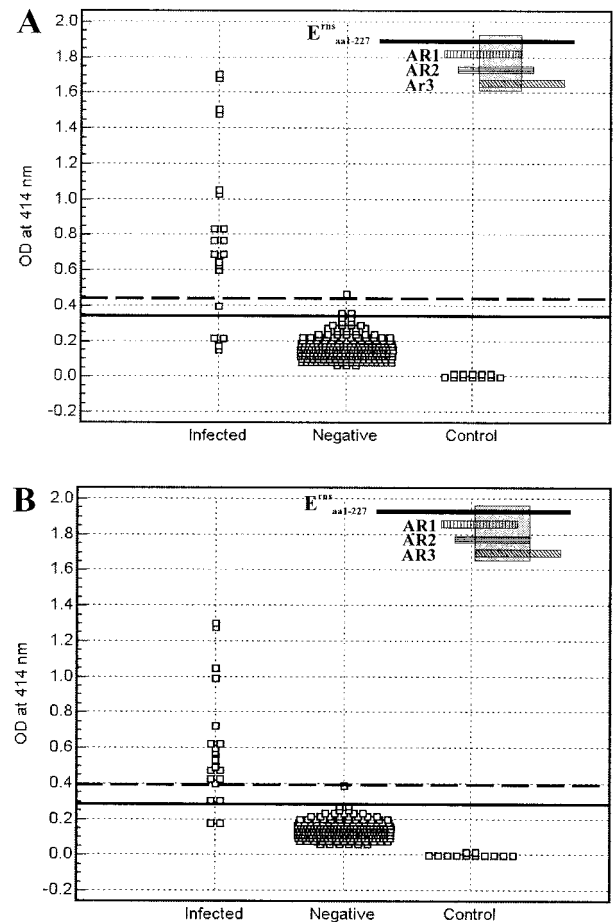 A
E^rns aa1-227
AR1
AR2
Ar3
2.0
1.8
1.6
1.4
1.2
1.0
0.8
0.6
0.4
0.2
0.0
-0.2
OD at 414 nm
Infected Negative Control
B
E^rns aa1-227
AR1
AR2
AR3
2.0
1.8
1.6
1.4
1.2
1.0
0.8
0.6
0.4
0.2
0.0
-0.2
OD at 414 nm
Infected Negative Control